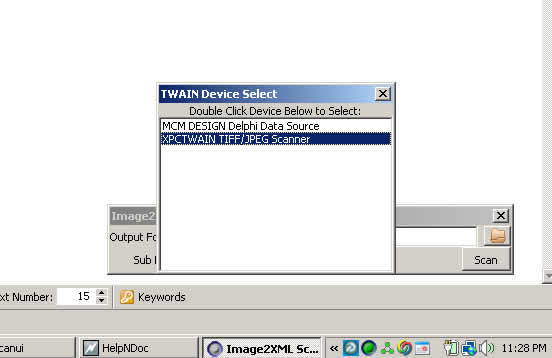 TWAIN Device Select
Double Click Device Below to Select:
MCM DESIGN Delphi Data Source
XPCTWAIN TIFF/JPEG Scanner
Image2
Output Fo
Sub
Scan
xt Number: 15 Keywords
canui HelpNDoc Image2XML Sc... « 11:28 PM